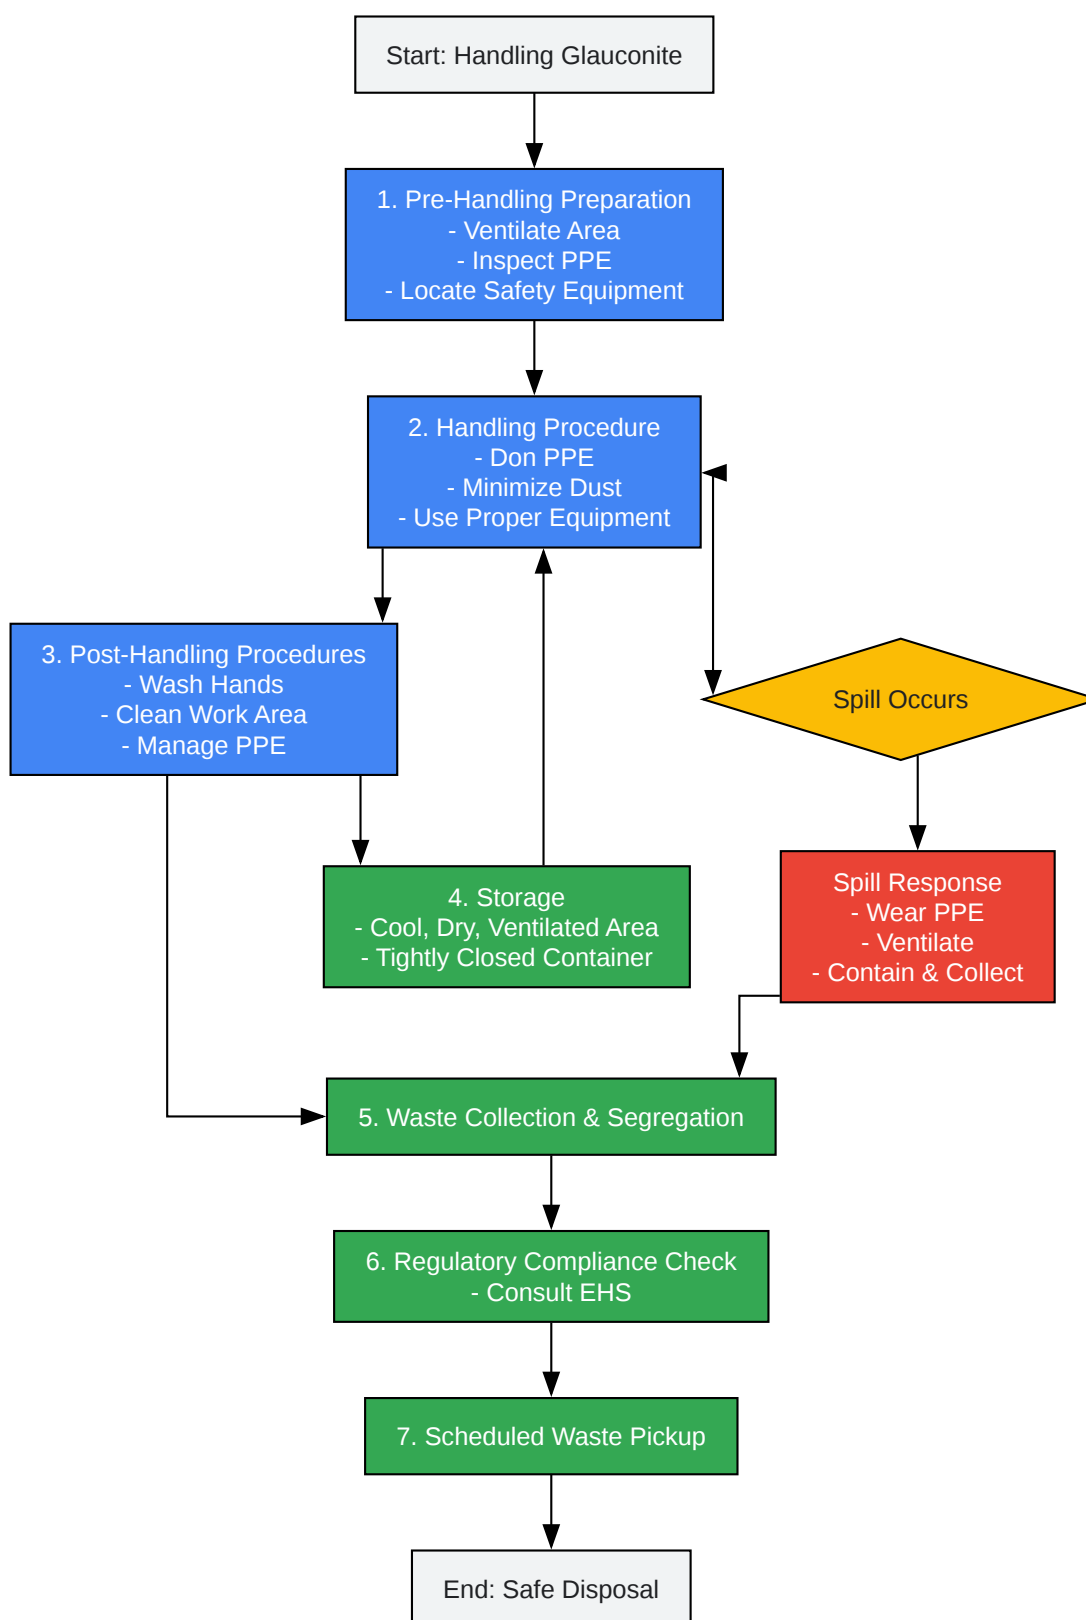 Start: Handling Glauconite
1. Pre-Handling Preparation
- Ventilate Area
- Inspect PPE
- Locate Safety Equipment
2. Handling Procedure
- Don PPE
- Minimize Dust
- Use Proper Equipment
3. Post-Handling Procedures
- Wash Hands
- Clean Work Area
- Manage PPE
Spill Occurs
4. Storage
- Cool, Dry, Ventilated Area
- Tightly Closed Container
Spill Response
- Wear PPE
- Ventilate
- Contain & Collect
5. Waste Collection & Segregation
6. Regulatory Compliance Check
- Consult EHS
7. Scheduled Waste Pickup
End: Safe Disposal